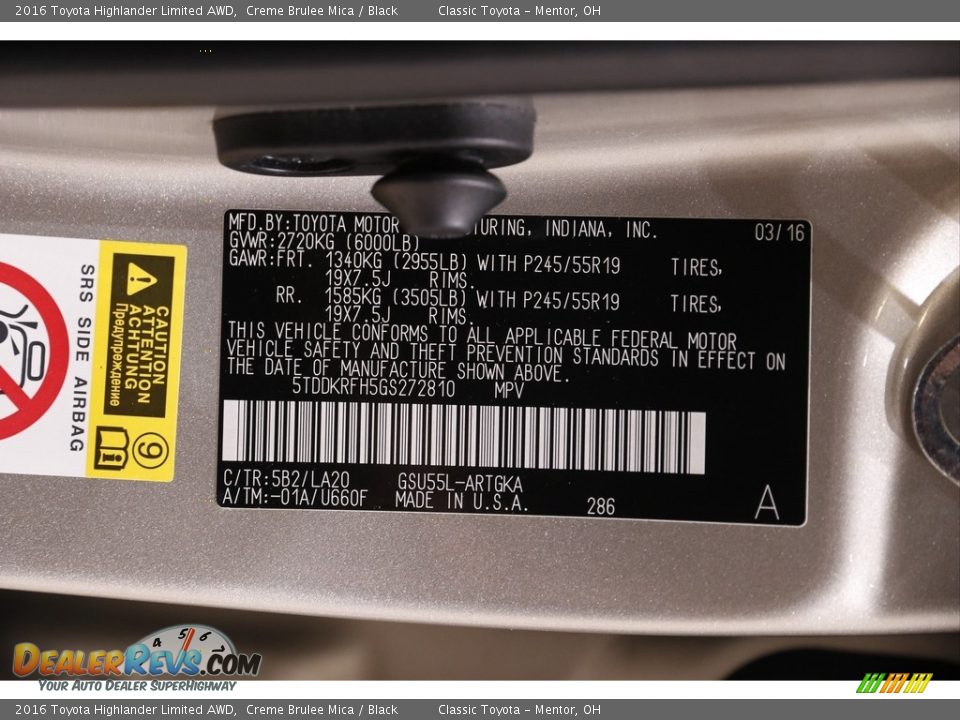 2016 Toyota Highlander Limited AWD, Creme Brulee Mica / Black Classic Toyota - Mentor, OH
MFD.BY:TOYOTA MOTOR TURING, INDIANA, INC. 03/16
GVWR:2720KG (6000LB)
GAWR:FRT. 1340KG (2955LB) WITH P245/55R19 TIRES,
19X7.5J RIMS.
RR. 1585KG (3505LB) WITH P245/55R19 TIRES,
19X7.5J RIMS.
THIS VEHICLE CONFORMS TO ALL APPLICABLE FEDERAL MOTOR
VEHICLE SAFETY AND THEFT PREVENTION STANDARDS IN EFFECT ON
THE DATE OF MANUFACTURE SHOWN ABOVE.
5TDDKRFH5GS272810 MPV
C/TR:5B2/LA20 GSU55L-ARTGKA
A/TM:-01A/U660F MADE IN U.S.A. 286 A
SRS SIDE AIRBAG
CAUTION
ATTENTION
ACHTUNG
Предупреждение
9
4 5 6
DEALERREVS.COM
YOUR AUTO DEALER SUPERHIGHWAY
2016 Toyota Highlander Limited AWD, Creme Brulee Mica / Black Classic Toyota - Mentor, OH